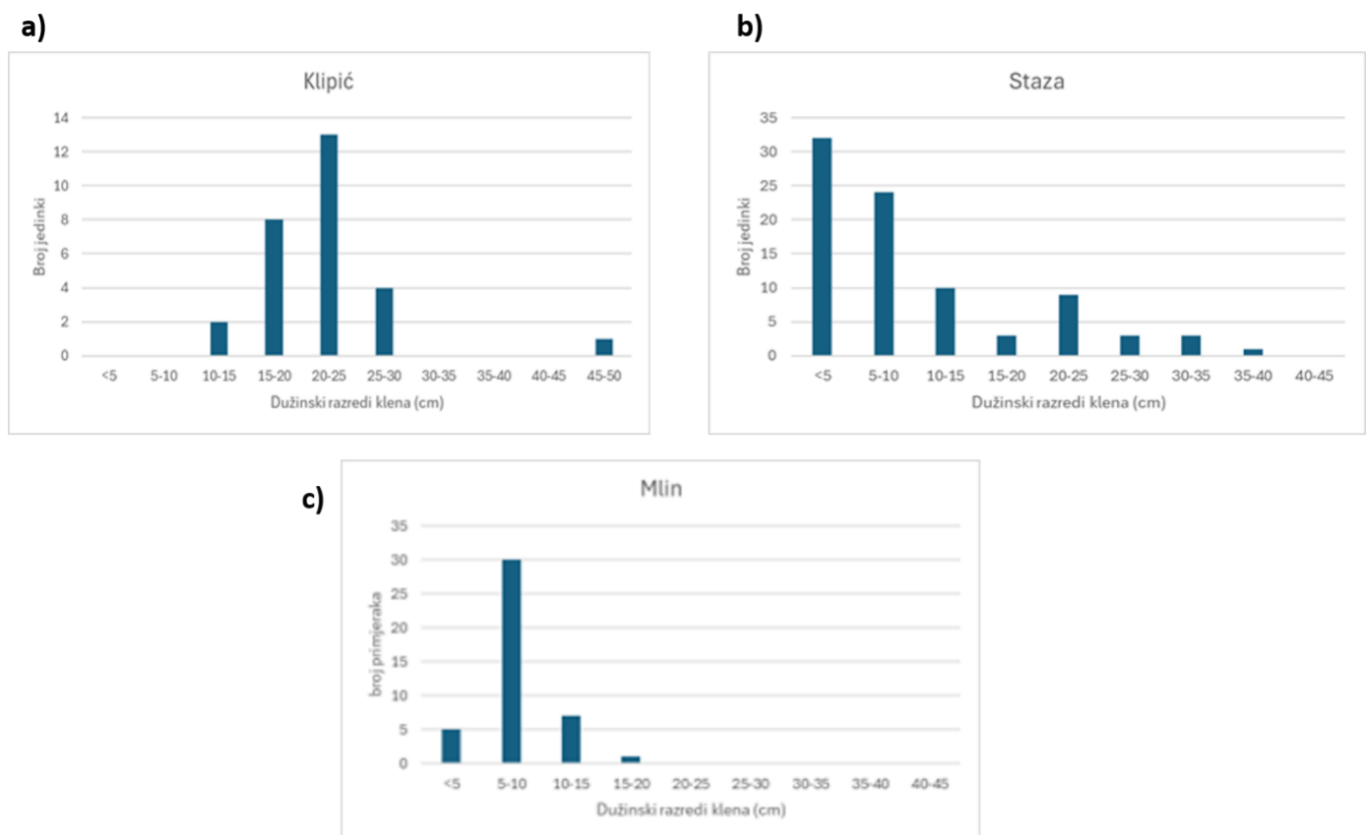 a)
Klipić
14
12
10
8
6
4
2
0
Broj jedinki
<5 5-10 10-15 15-20 20-25 25-30 30-35 35-40 40-45 45-50
Dužinski razredi klena (cm)
b)
Staza
35
30
25
20
15
10
5
0
Broj jedinki
<5 5-10 10-15 15-20 20-25 25-30 30-35 35-40 40-45
Dužinski razredi klena (cm)
c)
Mlin
35
30
25
20
15
10
5
0
broj primjeraka
<5 5-10 10-15 15-20 20-25 25-30 30-35 35-40 40-45
Dužinski razredi klena (cm)